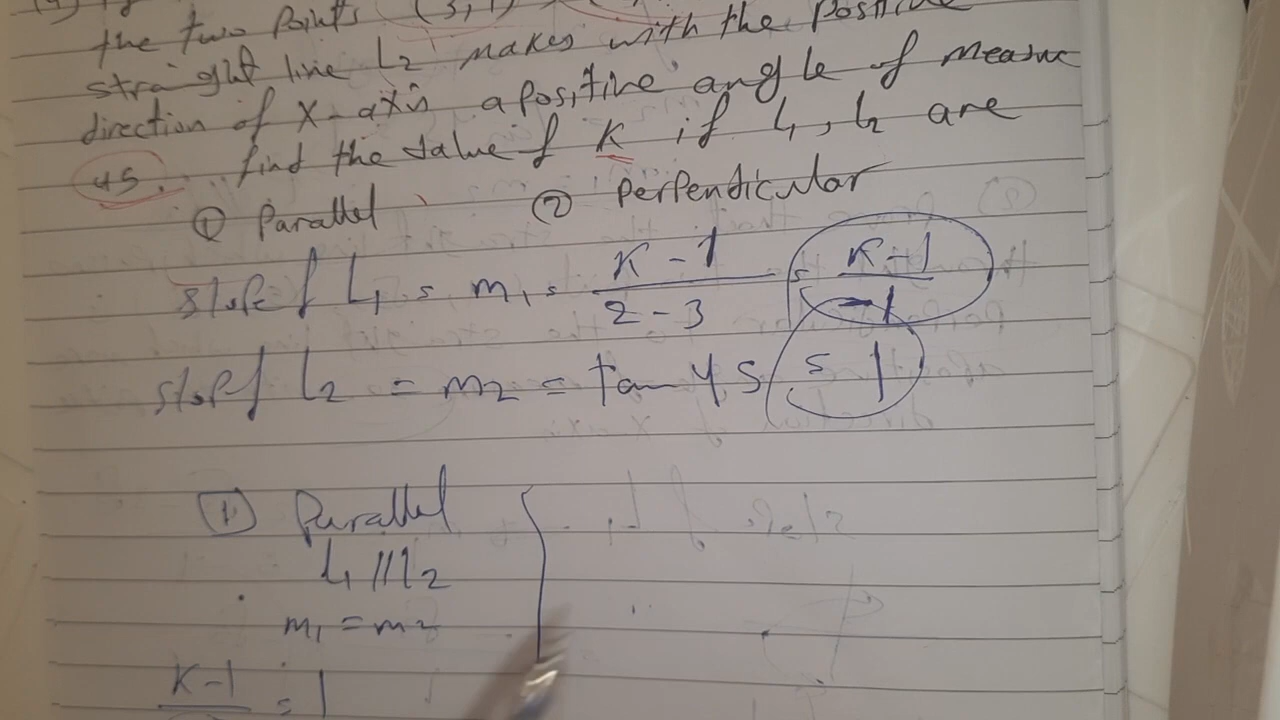 the two points (3,1)
straight line L2 makes with the positive
direction of X-axis a positive angle of measure
45. find the value of K if L1, L2 are
① Parallel ② Perpendicular
slope of L1 = m1 = K-1/2-3 = K-1/-1
slope of L2 = m2 = tan 45 = 1
1 Parallel
L1 // L2
m1 = m2
K-1 = 1